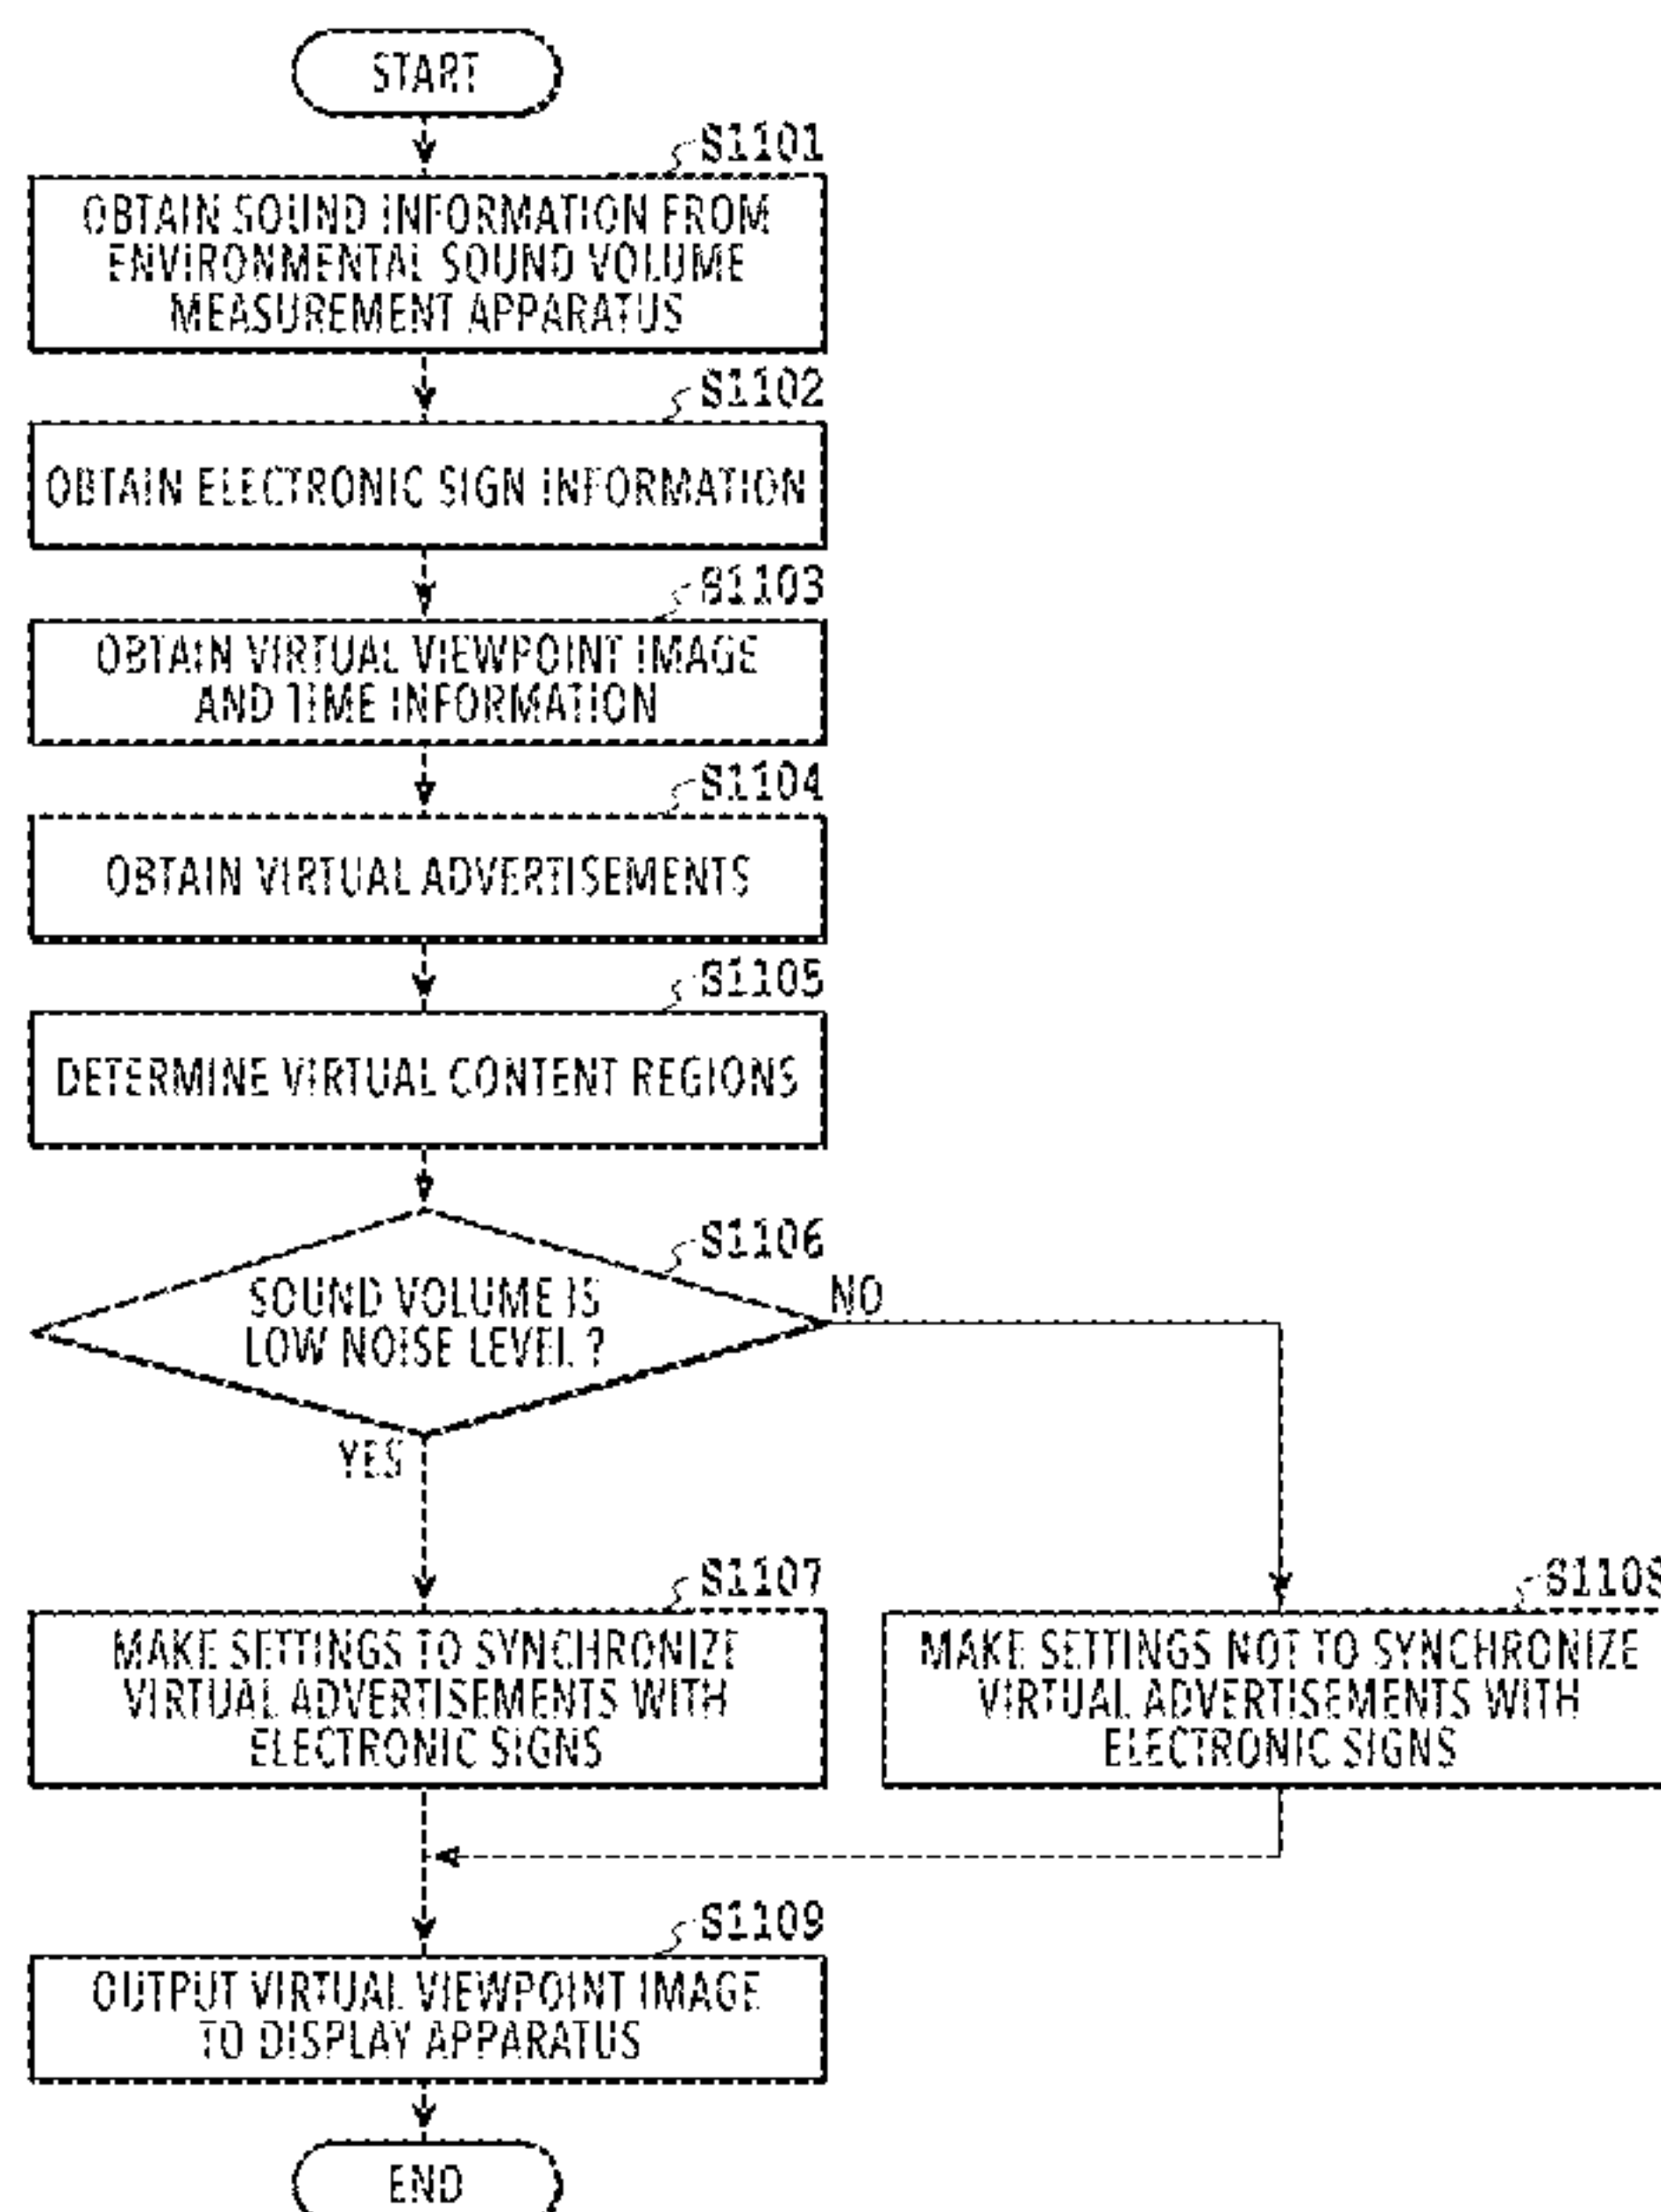 START
S1101
OBTAIN SOUND INFORMATION FROM
ENVIRONMENTAL SOUND VOLUME
MEASUREMENT APPARATUS
S1102
OBTAIN ELECTRONIC SIGN INFORMATION
S1103
OBTAIN VIRTUAL VIEWPOINT IMAGE
AND TIME INFORMATION
S1104
OBTAIN VIRTUAL ADVERTISEMENTS
S1105
DETERMINE VIRTUAL CONTENT REGIONS
S1106
SOUND VOLUME IS
LOW NOISE LEVEL ?
NO
YES
S1107
MAKE SETTINGS TO SYNCHRONIZE
VIRTUAL ADVERTISEMENTS WITH
ELECTRONIC SIGNS
S1108
MAKE SETTINGS NOT TO SYNCHRONIZE
VIRTUAL ADVERTISEMENTS WITH
ELECTRONIC SIGNS
S1109
OUTPUT VIRTUAL VIEWPOINT IMAGE
TO DISPLAY APPARATUS
END